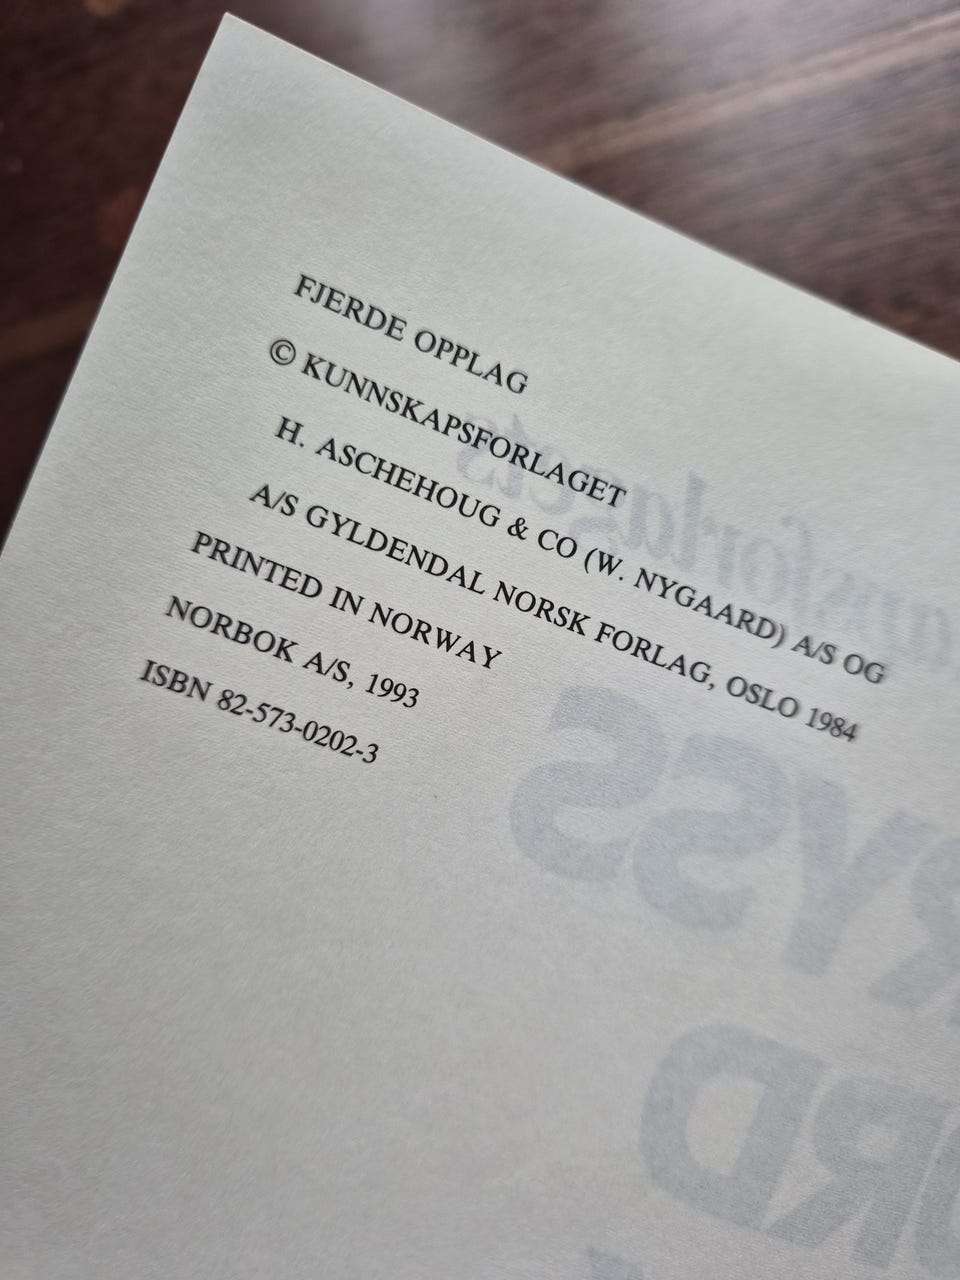 FJERDE OPPLAG
© KUNNSKAPSFORLAGET
H. ASCHEHOUG & CO (W. NYGAARD) A/S OG
A/S GYLDENDAL NORSK FORLAG, OSLO 1984
PRINTED IN NORWAY
NORBOK A/S, 1993
ISBN 82-573-0202-3